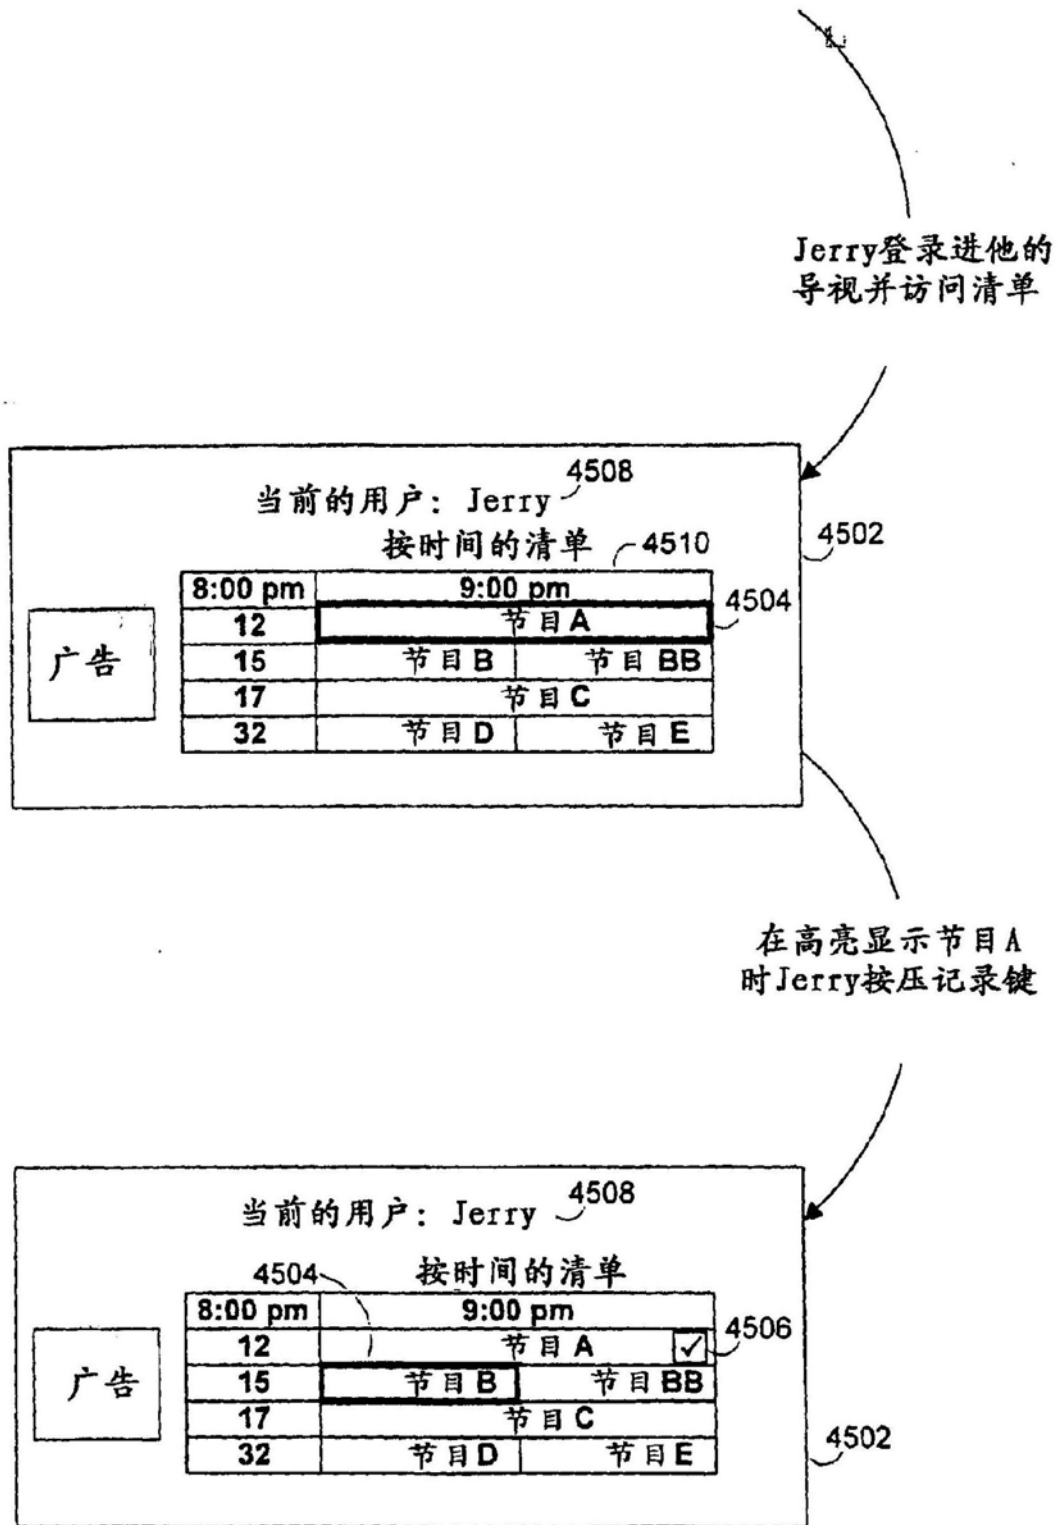 Jerry登录进他的
导视并访问清单
当前的用户: Jerry 4508
按时间的清单 4510
4502
8:00 pm 9:00 pm
4504
12 节目A
广告
15 节目B 节目BB
17 节目C
32 节目D 节目E
在高亮显示节目A
时Jerry按压记录键
当前的用户: Jerry 4508
4504 按时间的清单
8:00 pm 9:00 pm
12 节目A ✓ 4506
广告
15 节目B 节目BB
17 节目C
32 节目D 节目E
4502